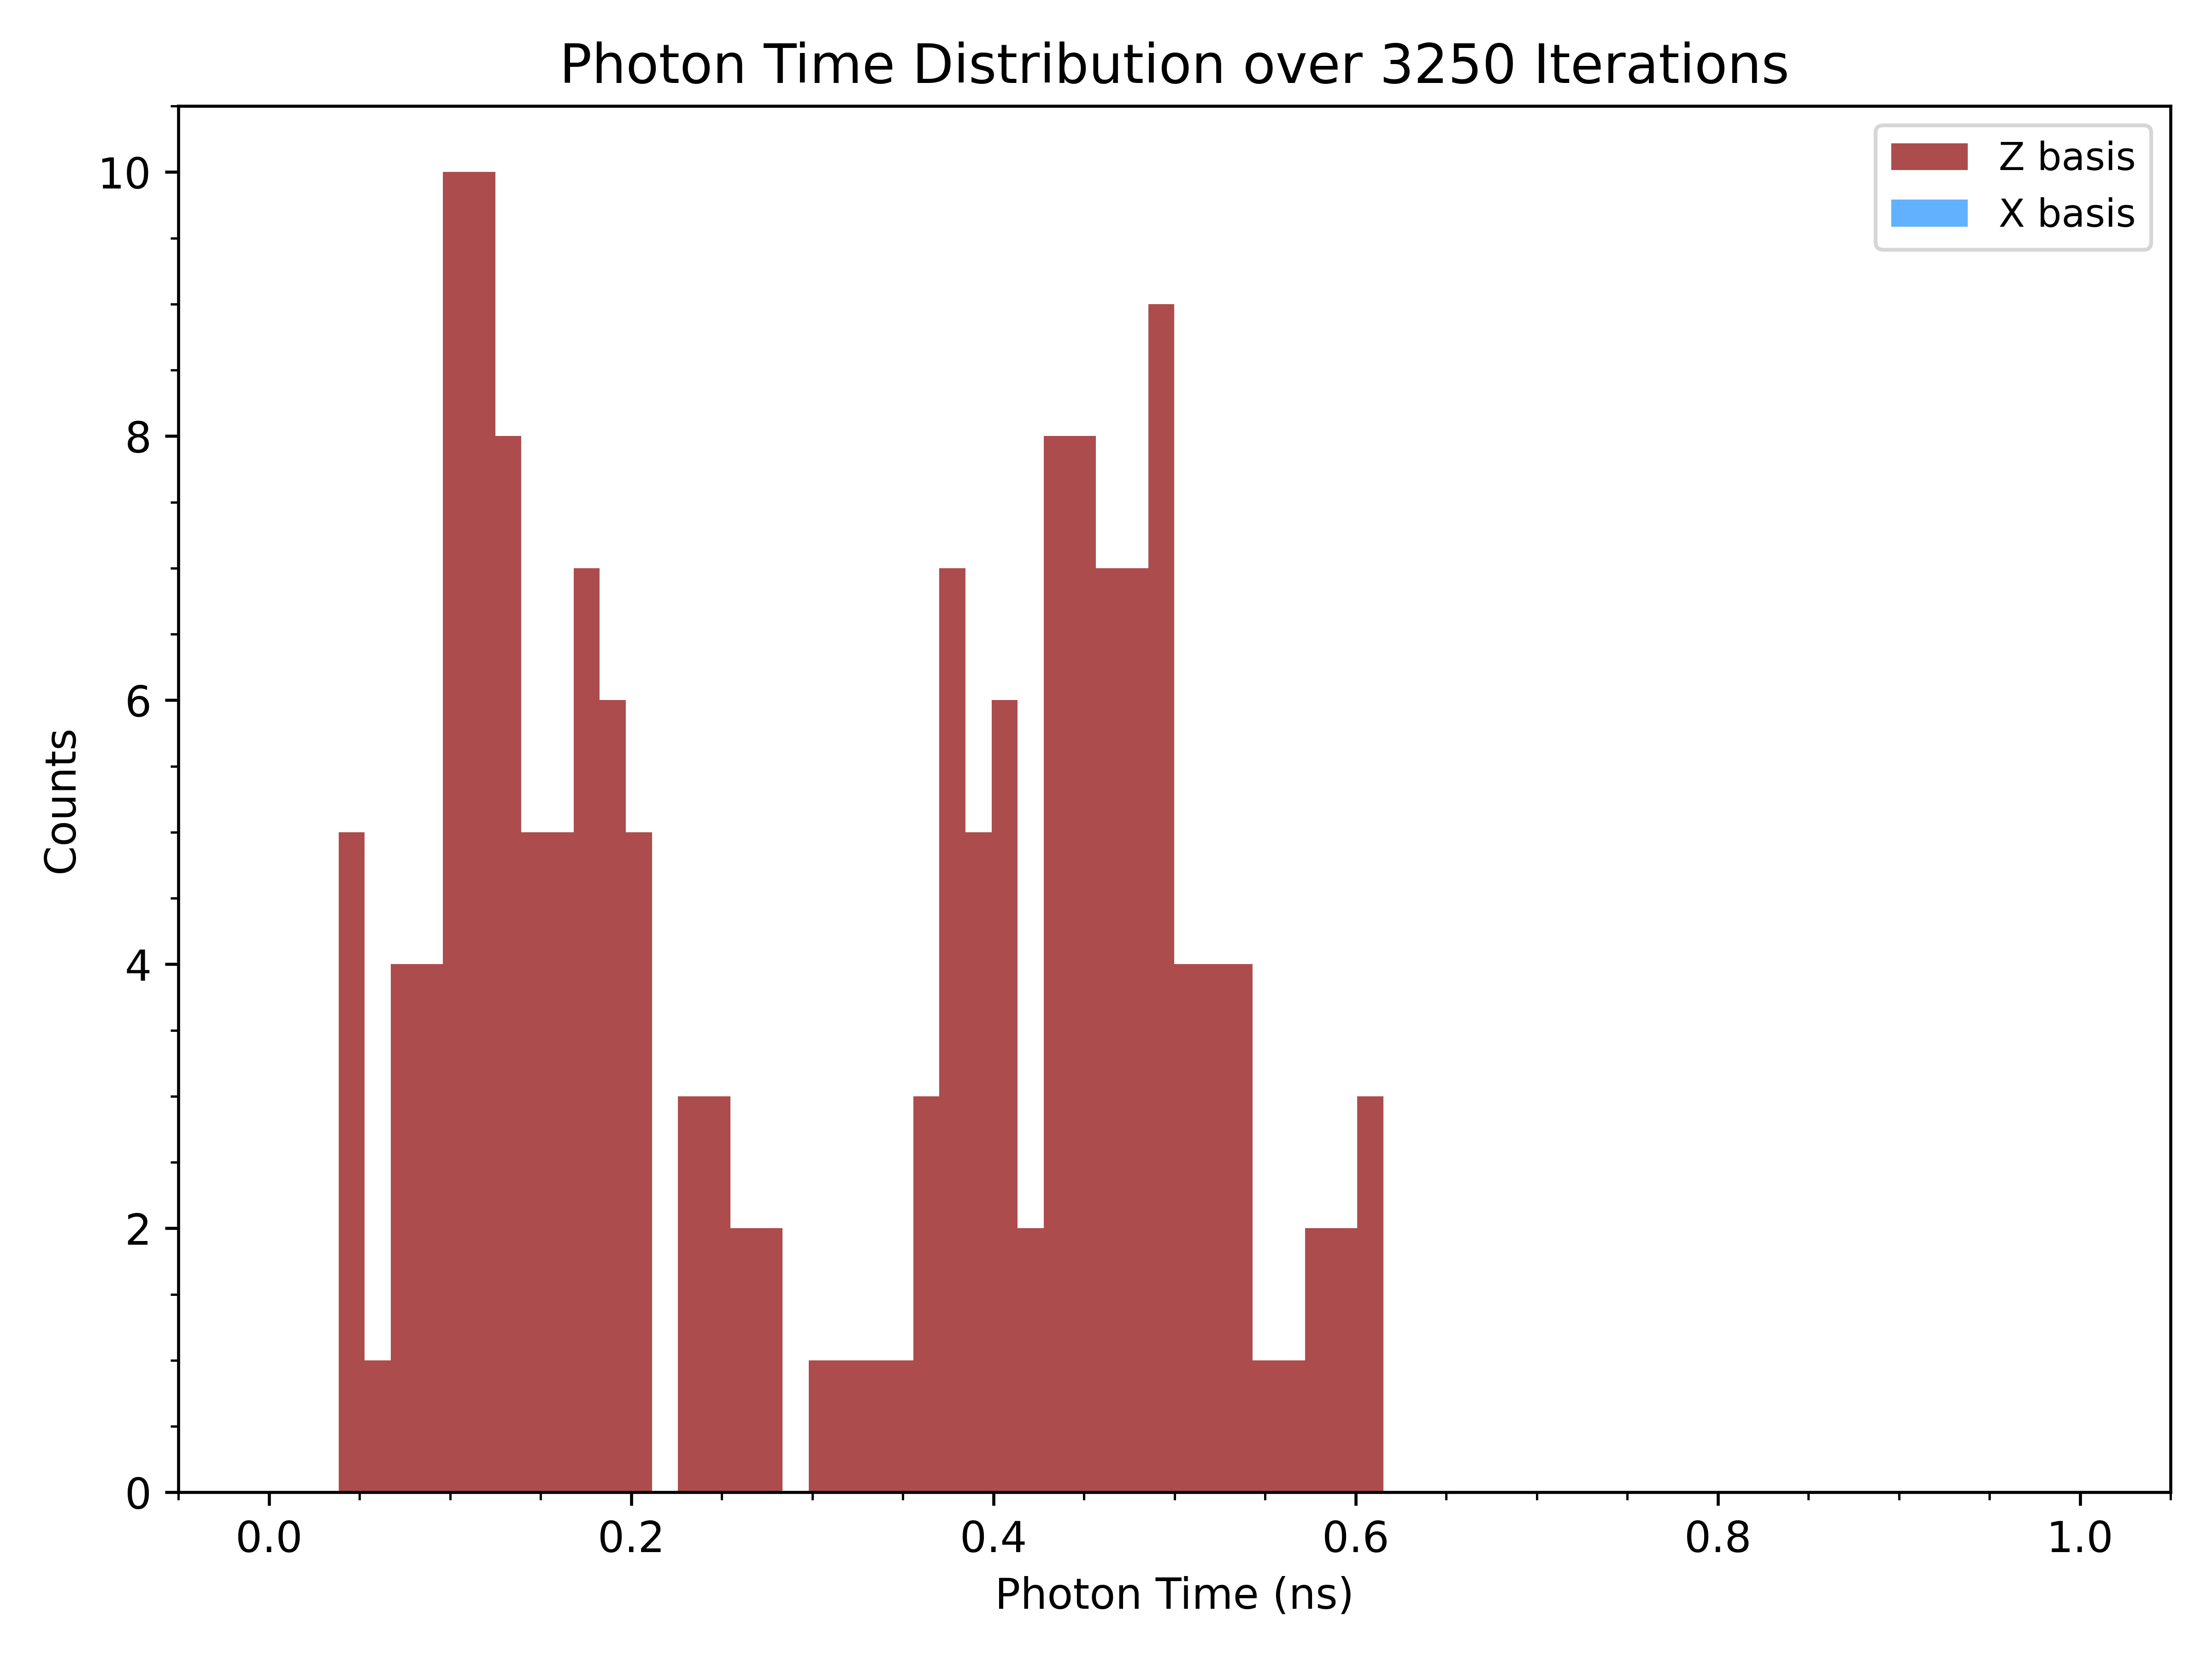 Photon Time Distribution over 3250 Iterations
Z basis
X basis
10
8
6
4
2
0
Counts
0.0 0.2 0.4 0.6 0.8 1.0
Photon Time (ns)